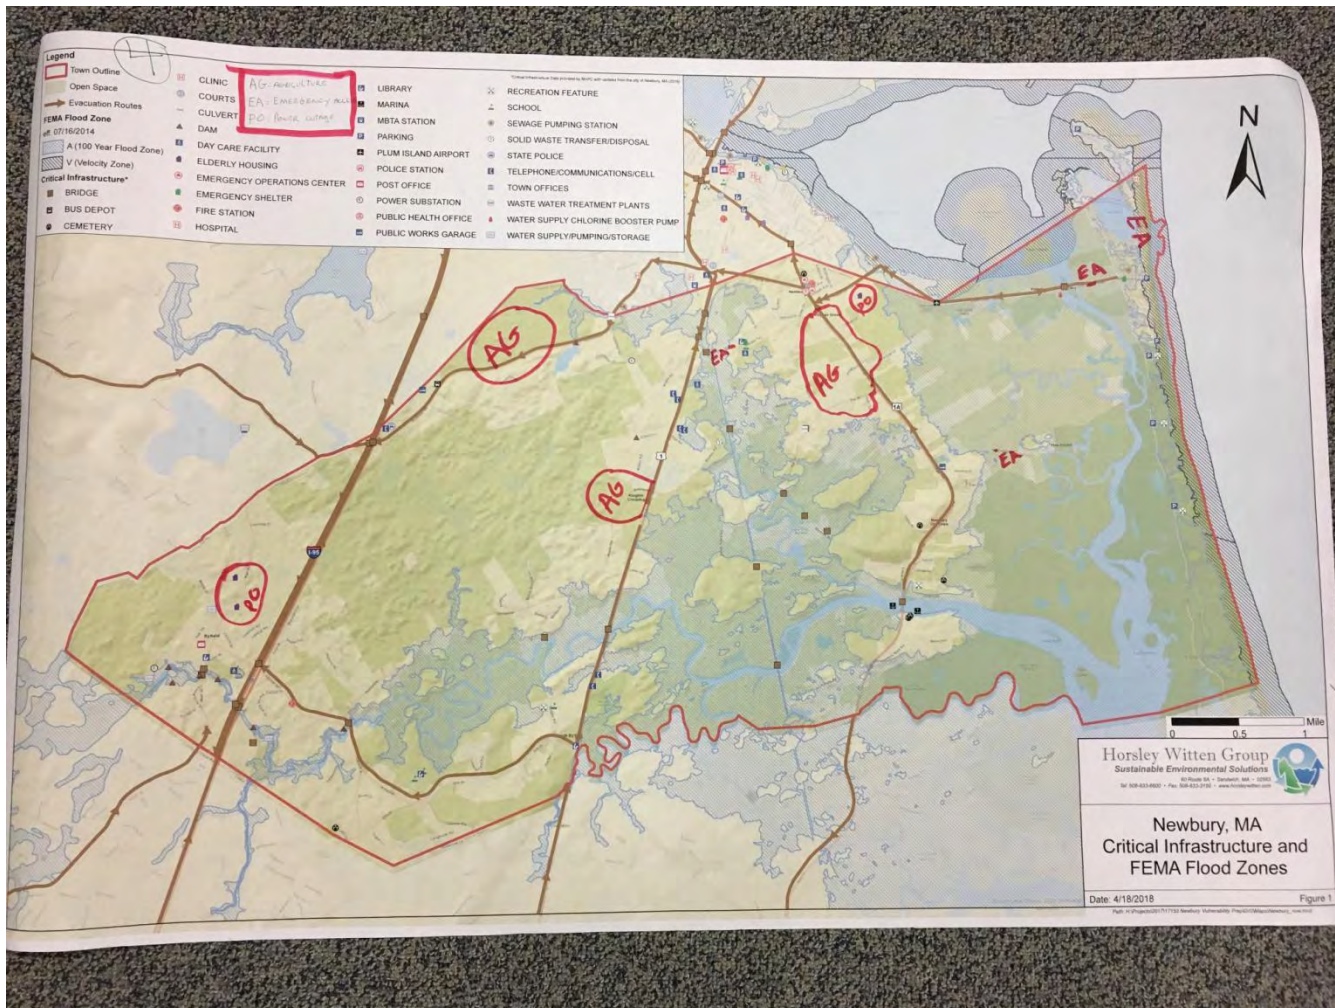 Legend
Town Outline
Open Space
Evacuation Routes
FEMA Flood Zone
eff. 07/16/2014
A (100 Year Flood Zone)
V (Velocity Zone)
Critical Infrastructure*
BRIDGE
BUS DEPOT
CEMETERY
4
CLINIC
COURTS
CULVERT
DAM
DAY CARE FACILITY
ELDERLY HOUSING
EMERGENCY OPERATIONS CENTER
EMERGENCY SHELTER
FIRE STATION
HOSPITAL
AG: AGRICULTURE
EA: EMERGENCY
PO: POWER OUTAGE
LIBRARY
MARINA
MBTA STATION
PARKING
PLUM ISLAND AIRPORT
POLICE STATION
POST OFFICE
POWER SUBSTATION
PUBLIC HEALTH OFFICE
PUBLIC WORKS GARAGE
RECREATION FEATURE
SCHOOL
SEWAGE PUMPING STATION
SOLID WASTE TRANSFER/DISPOSAL
STATE POLICE
TELEPHONE/COMMUNICATIONS/CELL
TOWN OFFICES
WASTE WATER TREATMENT PLANTS
WATER SUPPLY CHLORINE BOOSTER PUMP
WATER SUPPLY/PUMPING/STORAGE
N
EA
EA
PO
AG
EA
AG
1A
1
EA
AG
I-95
PO
0 0.5 1 Mile
Horsley Witten Group
Sustainable Environmental Solutions
Newbury, MA
Critical Infrastructure and
FEMA Flood Zones
Date: 4/18/2018
Figure 1